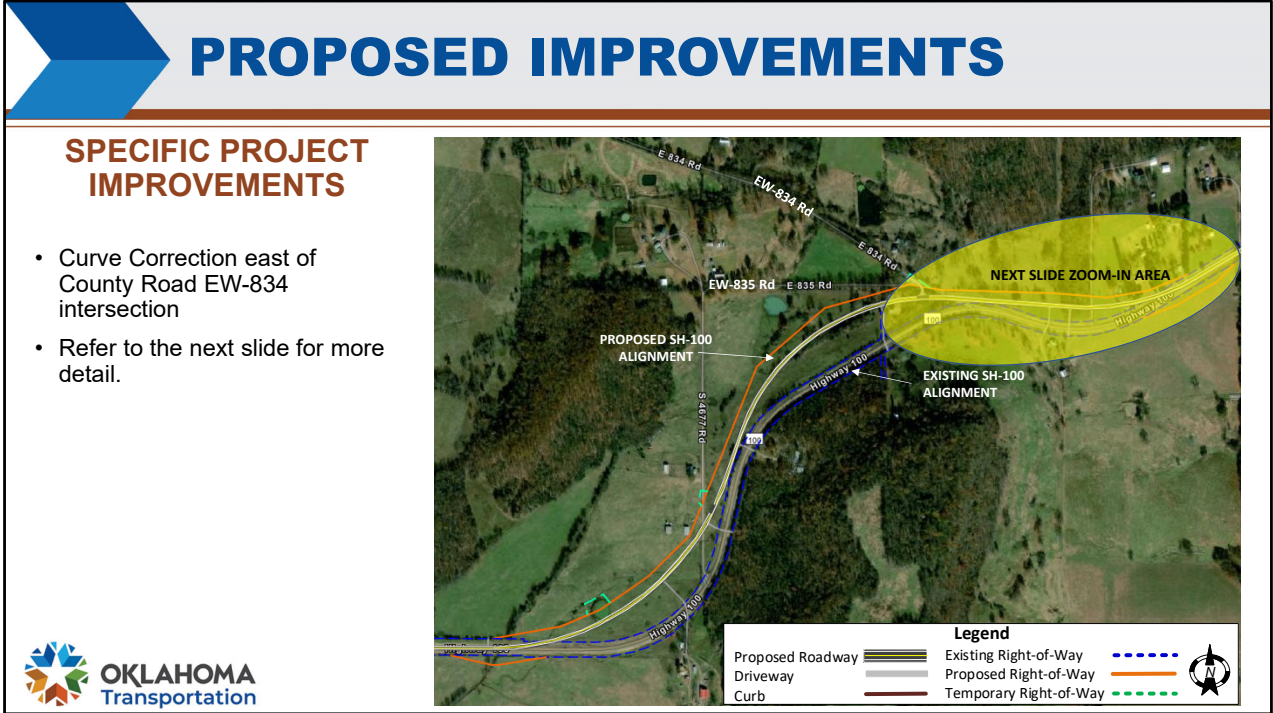 PROPOSED IMPROVEMENTS
SPECIFIC PROJECT
IMPROVEMENTS
• Curve Correction east of
County Road EW-834
intersection
• Refer to the next slide for more
detail.
E 834 Rd
EW-834 Rd
E 834 Rd
EW-835 Rd
E 835 Rd
NEXT SLIDE ZOOM-IN AREA
Highway 100
100
PROPOSED SH-100
ALIGNMENT
Highway 100
EXISTING SH-100
ALIGNMENT
S 4677 Rd
100
Highway 100
Legend
Proposed Roadway
Driveway
Curb
Existing Right-of-Way
Proposed Right-of-Way
Temporary Right-of-Way
N
OKLAHOMA
Transportation